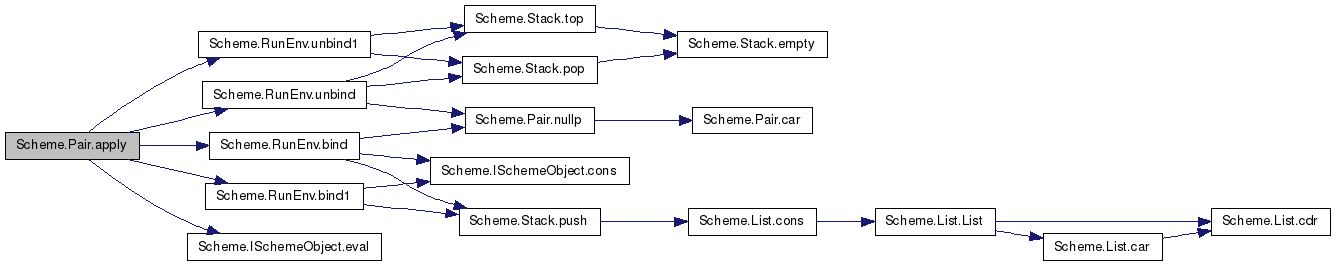 Scheme.Pair.apply
Scheme.RunEnv.unbind1
Scheme.RunEnv.unbind
Scheme.RunEnv.bind
Scheme.RunEnv.bind1
Scheme.ISchemeObject.eval
Scheme.Stack.top
Scheme.Stack.pop
Scheme.Pair.nullp
Scheme.ISchemeObject.cons
Scheme.Stack.push
Scheme.Stack.empty
Scheme.Pair.car
Scheme.List.cons
Scheme.List.List
Scheme.List.car
Scheme.List.cdr